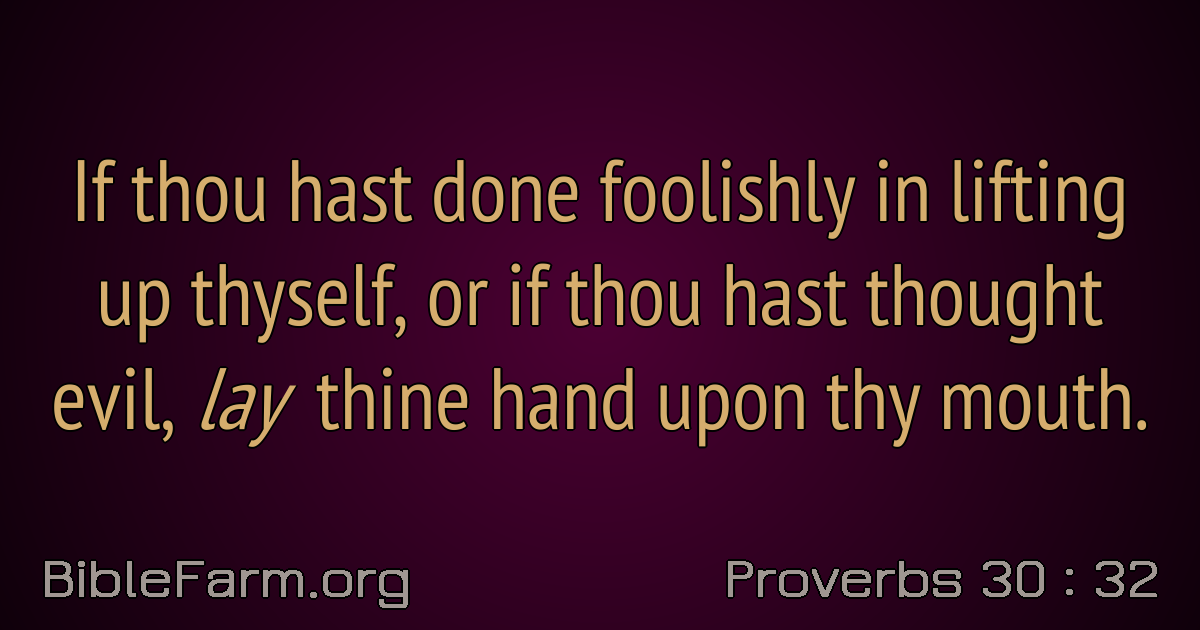 If thou hast done foolishly in lifting
up thyself, or if thou hast thought
evil, lay thine hand upon thy mouth.
BibleFarm.org
Proverbs 30 : 32